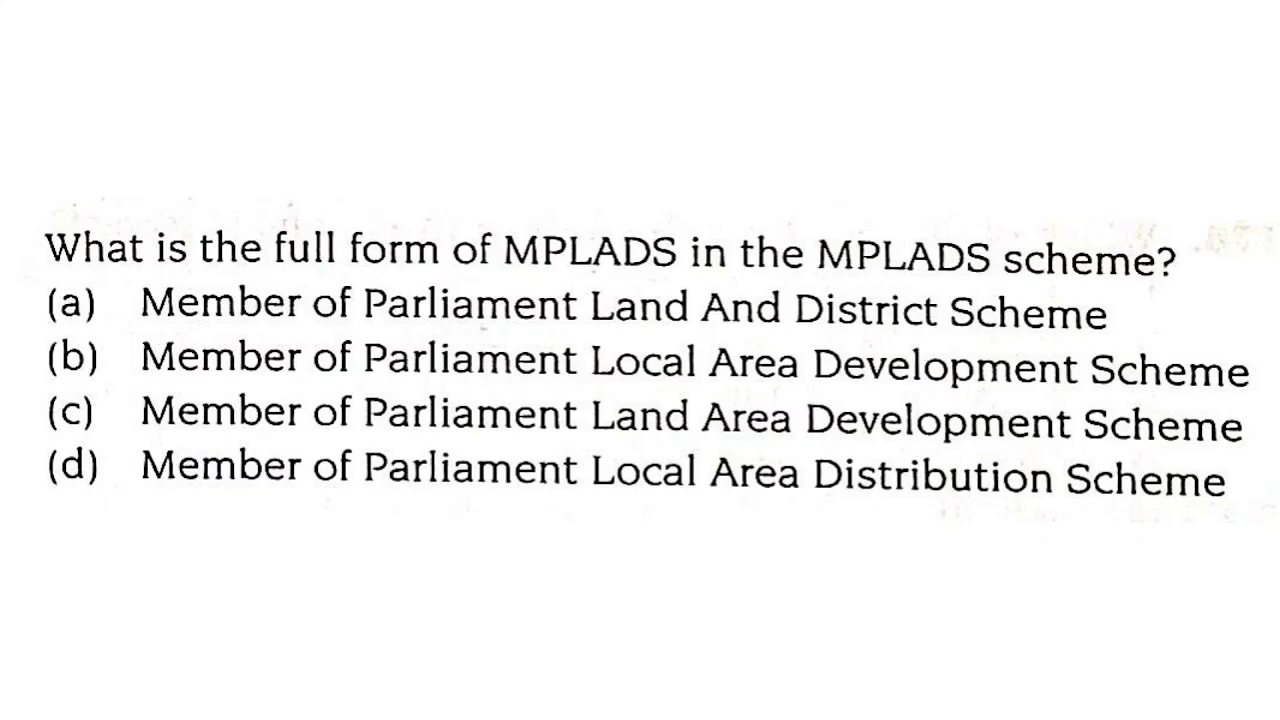 What is the full form of MPLADS in the MPLADS scheme?
(a) Member of Parliament Land And District Scheme
(b) Member of Parliament Local Area Development Scheme
(c) Member of Parliament Land Area Development Scheme
(d) Member of Parliament Local Area Distribution Scheme